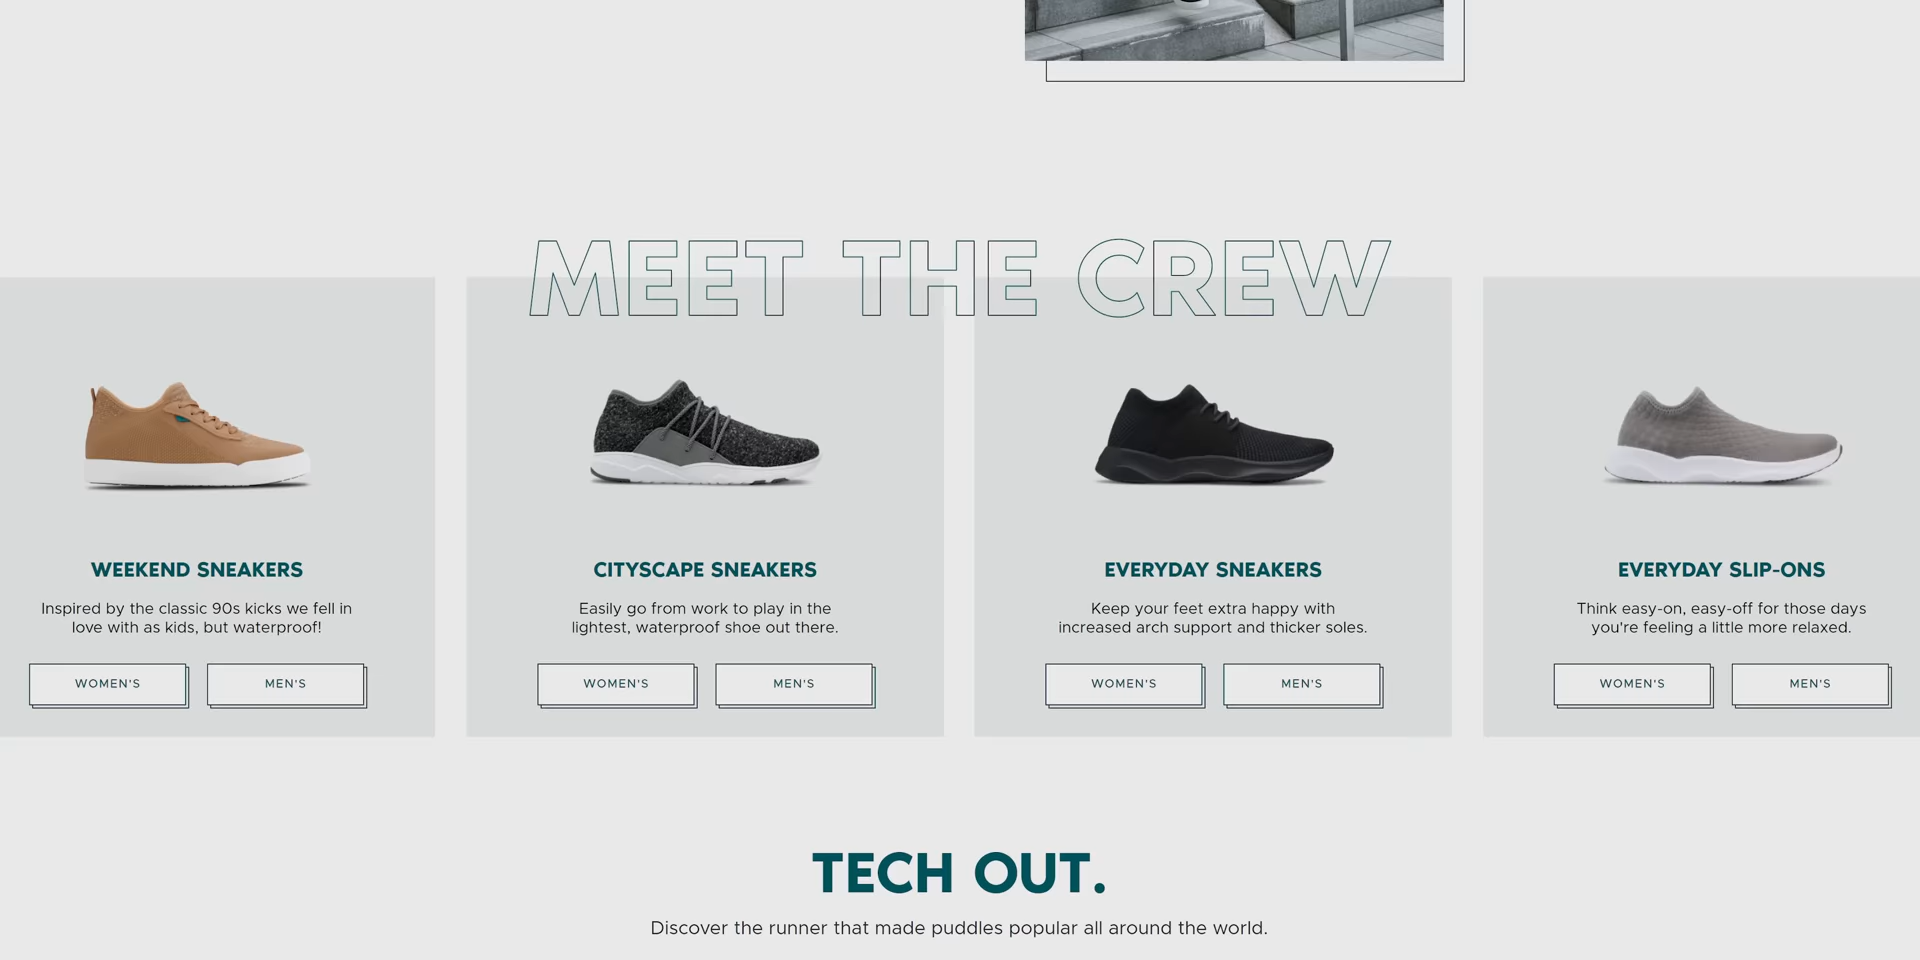 MEET THE CREW
WEEKEND SNEAKERS
Inspired by the classic 90s kicks we fell in
love with as kids, but waterproof!
WOMEN'S
MEN'S
CITYSCAPE SNEAKERS
Easily go from work to play in the
lightest, waterproof shoe out there.
WOMEN'S
MEN'S
EVERYDAY SNEAKERS
Keep your feet extra happy with
increased arch support and thicker soles.
WOMEN'S
MEN'S
EVERYDAY SLIP-ONS
Think easy-on, easy-off for those days
you're feeling a little more relaxed.
WOMEN'S
MEN'S
TECH OUT.
Discover the runner that made puddles popular all around the world.